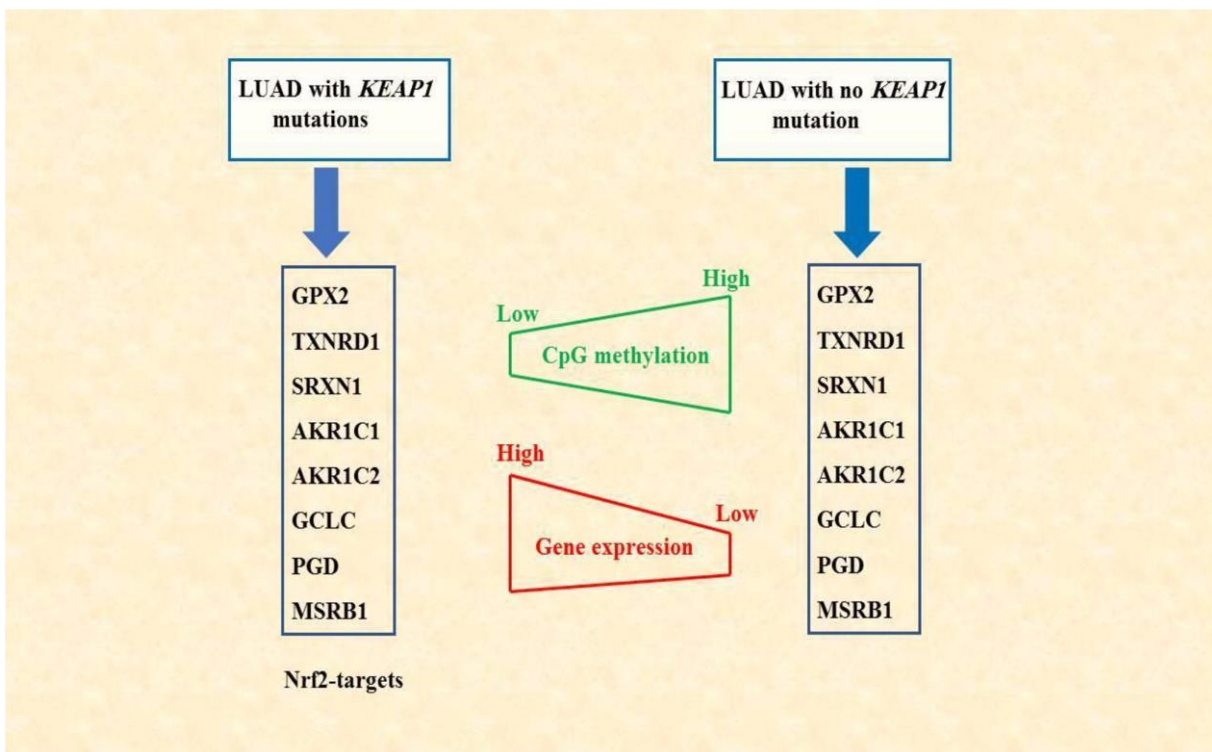 LUAD with KEAP1
mutations
LUAD with no KEAP1
mutation
GPX2
TXNRD1
SRXN1
AKR1C1
AKR1C2
GCLC
PGD
MSRB1
Nrf2-targets
Low
High
CpG methylation
High
Low
Gene expression
GPX2
TXNRD1
SRXN1
AKR1C1
AKR1C2
GCLC
PGD
MSRB1